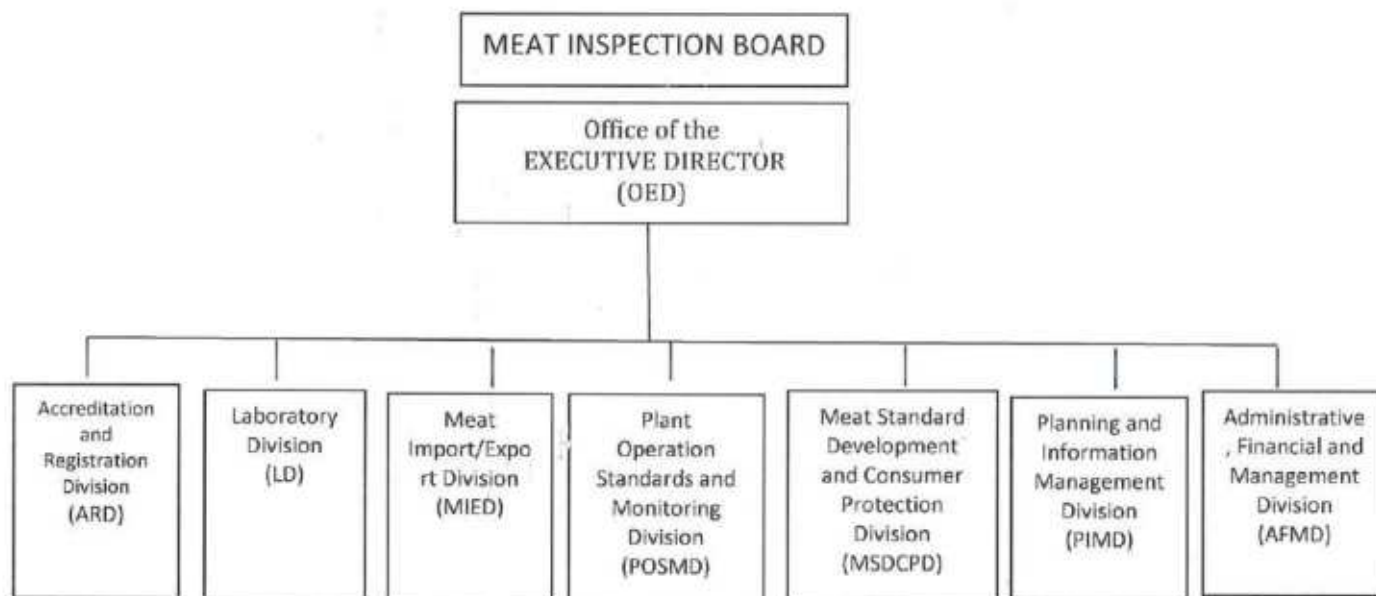 MEAT INSPECTION BOARD
Office of the
EXECUTIVE DIRECTOR
(OED)
Accreditation
and
Registration
Division
(ARD)
Laboratory
Division
(LD)
Meat
Import/Expo
rt Division
(MIED)
Plant
Operation
Standards and
Monitoring
Division
(POSMD)
Meat Standard
Development
and Consumer
Protection
Division
(MSDCPD)
Planning and
Information
Management
Division
(PIMD)
Administrative
, Financial and
Management
Division
(AFMD)